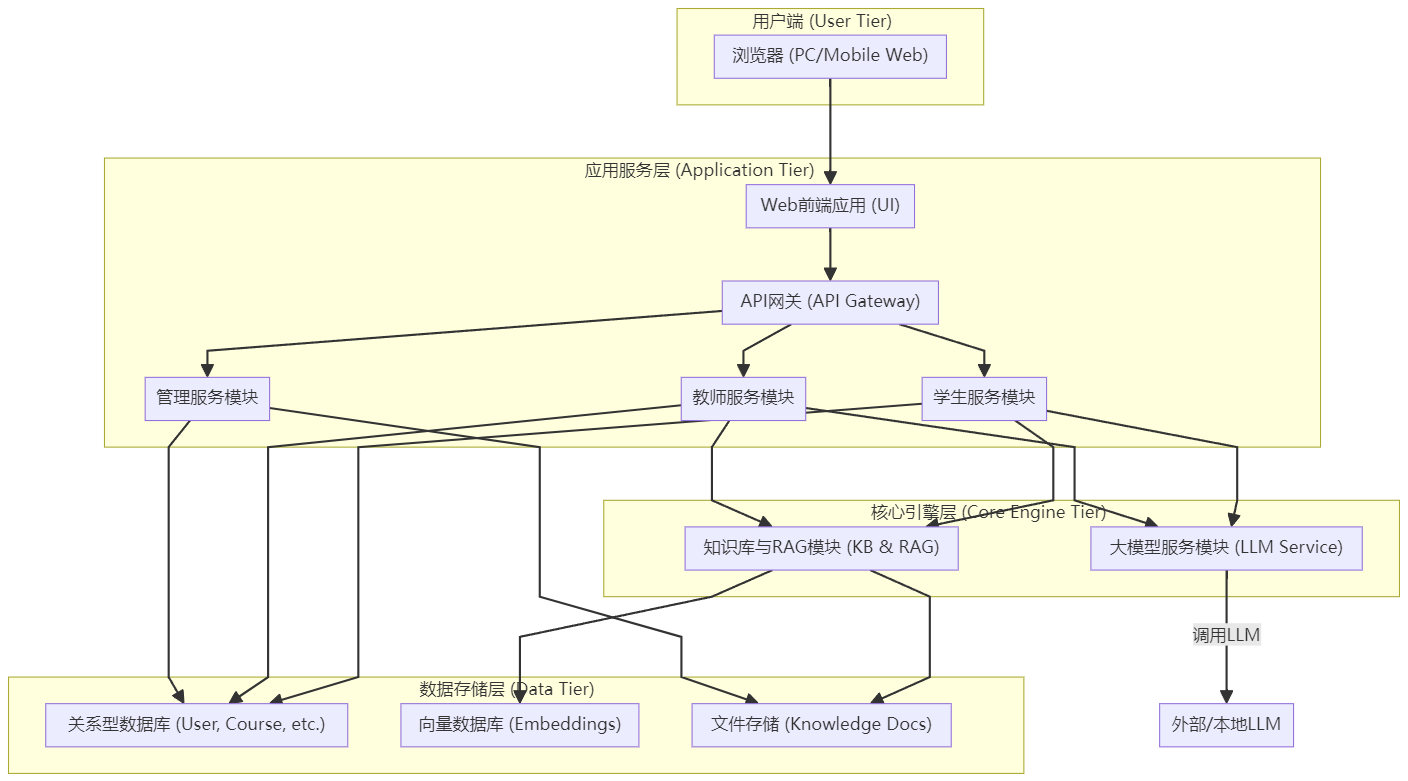 用户端 (User Tier)
浏览器 (PC/Mobile Web)
应用服务层 (Application Tier)
Web前端应用 (UI)
API网关 (API Gateway)
管理服务模块
教师服务模块
学生服务模块
核心引擎层 (Core Engine Tier)
知识库与RAG模块 (KB & RAG)
大模型服务模块 (LLM Service)
调用LLM
数据存储层 (Data Tier)
关系型数据库 (User, Course, etc.)
向量数据库 (Embeddings)
文件存储 (Knowledge Docs)
外部/本地LLM